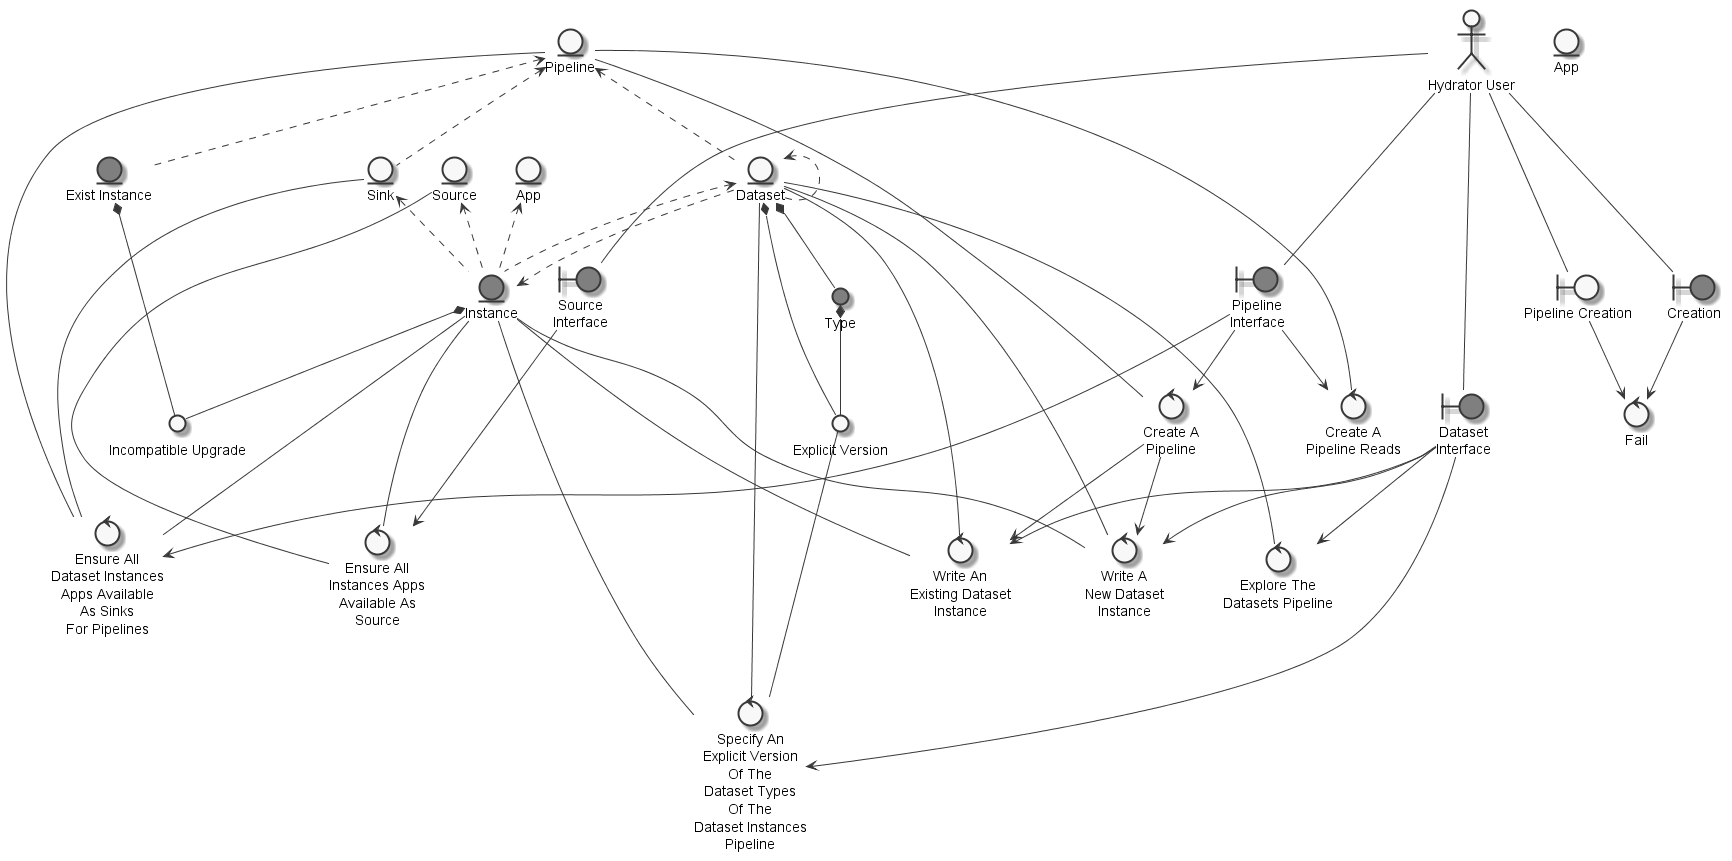 Pipeline
Hydrator User
App
Exist Instance
Sink
Source
App
Dataset
Instance
Source
Interface
Type
Pipeline
Interface
Pipeline Creation
Creation
Incompatible Upgrade
Explicit Version
Create A
Pipeline
Create A
Pipeline Reads
Dataset
Interface
Fail
Ensure All
Dataset Instances
Apps Available
As Sinks
For Pipelines
Ensure All
Instances Apps
Available As
Source
Write An
Existing Dataset
Instance
Write A
New Dataset
Instance
Explore The
Datasets Pipeline
Specify An
Explicit Version
Of The
Dataset Types
Of The
Dataset Instances
Pipeline